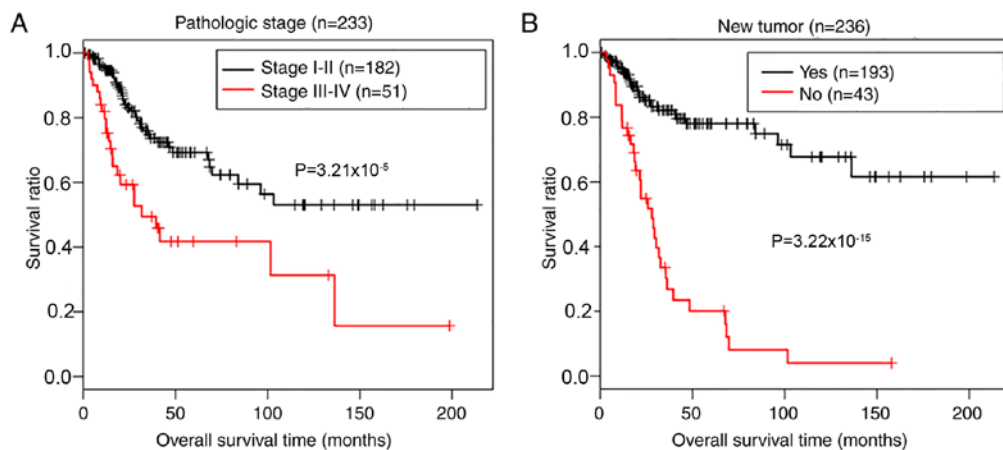 A
Pathologic stage (n=233)
Stage I-II (n=182)
Stage III-IV (n=51)
P=3.21x10⁻⁵
Survival ratio
1.0
0.8
0.6
0.4
0.2
0.0
0 50 100 150 200
Overall survival time (months)
B
New tumor (n=236)
Yes (n=193)
No (n=43)
P=3.22x10⁻¹⁵
Survival ratio
1.0
0.8
0.6
0.4
0.2
0.0
0 50 100 150 200
Overall survival time (months)